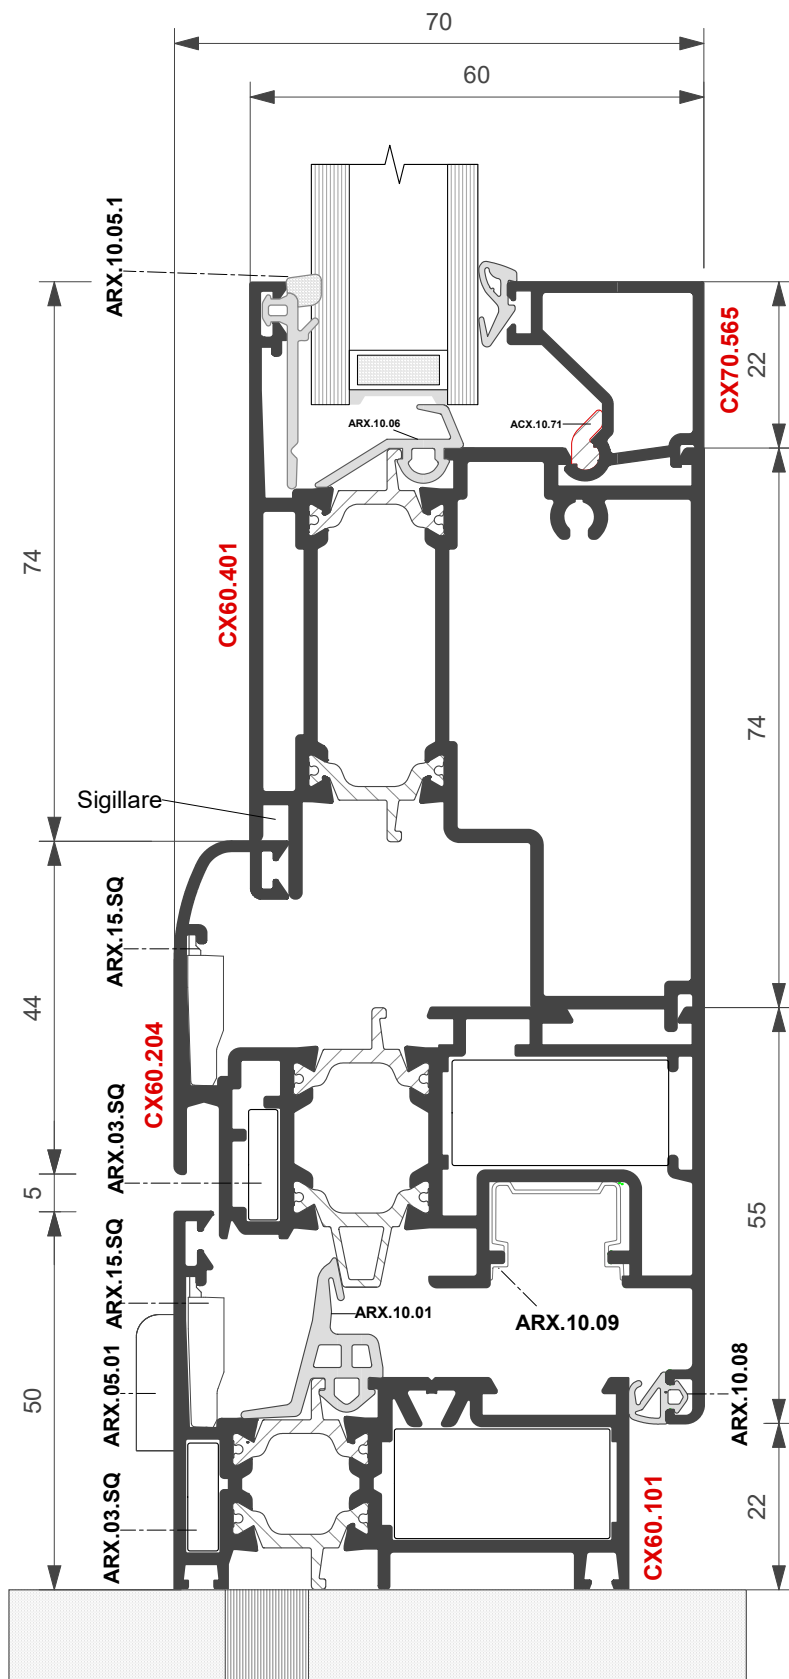 70
60
ARX.10.05.1
CX70.565
22
ARX.10.06
ACX.10.71
74
CX60.401
74
Sigillare
ARX.15.SQ
44
CX60.204
ARX.03.SQ
5
55
ARX.15.SQ
ARX.10.01
ARX.10.09
ARX.05.01
ARX.10.08
50
ARX.03.SQ
CX60.101
22